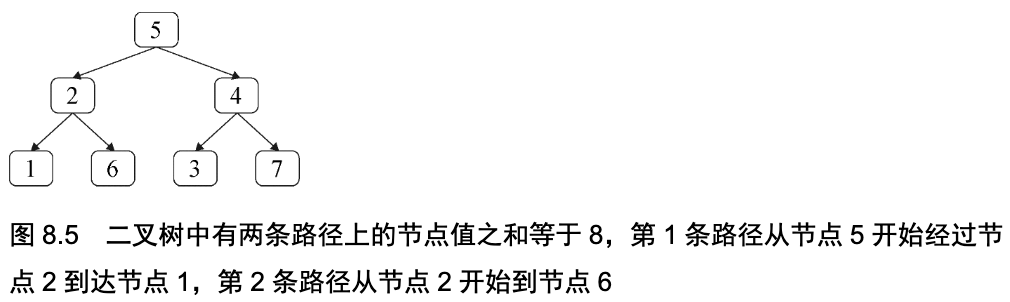 5
2 4
1 6 3 7
图 8.5 二叉树中有两条路径上的节点值之和等于 8，第 1 条路径从节点 5 开始经过节
点 2 到达节点 1，第 2 条路径从节点 2 开始到节点 6